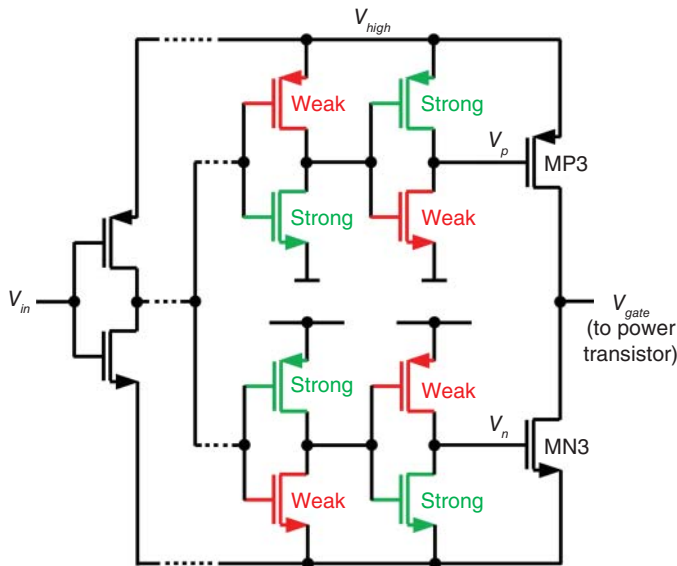 V_high
Weak
Strong
V_p
MP3
Strong
Weak
V_in
V_gate
(to power
transistor)
Strong
Weak
V_n
MN3
Weak
Strong